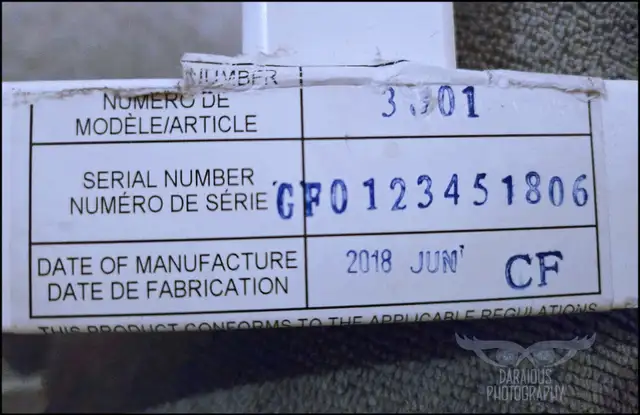 NUMBER
NUMÉRO DE
MODÈLE/ARTICLE
SERIAL NUMBER
NUMÉRO DE SÉRIE
GF0123451806
DATE OF MANUFACTURE
DATE DE FABRICATION
2018 JUN
CF
THIS PRODUCT CONFORMS TO THE APPLICABLE REGULATIONS
DARAIOUS
PHOTOGRAPHY